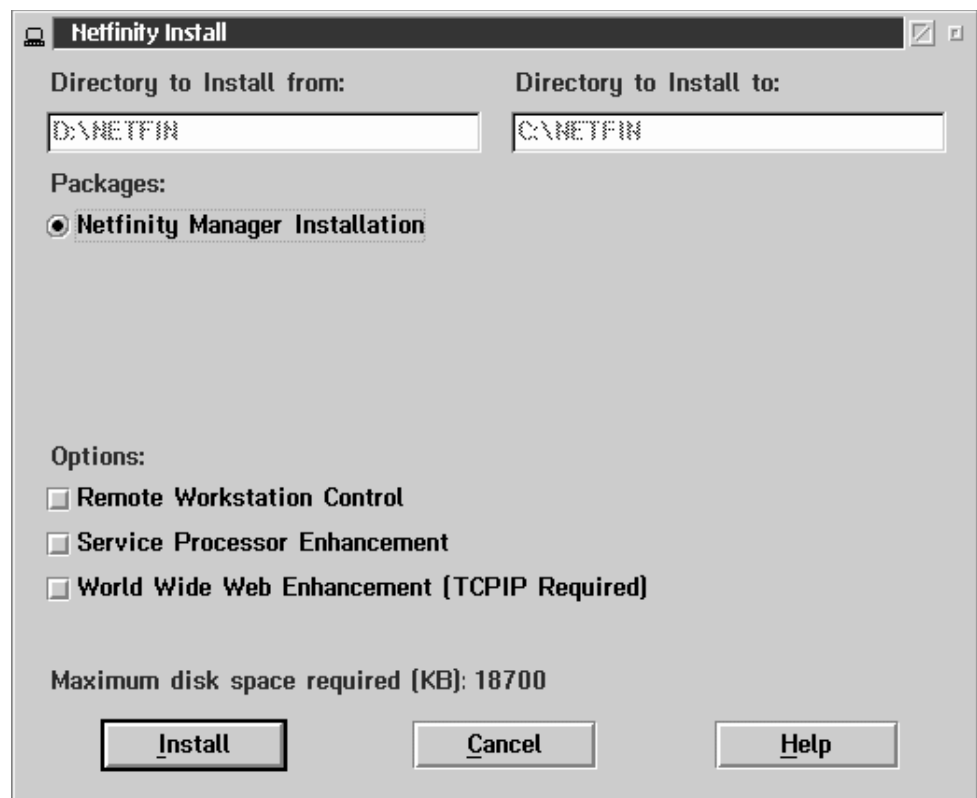 Netfinity Install
Directory to Install from: Directory to Install to:
D:\NETFIN C:\NETFIN
Packages:
Netfinity Manager Installation
Options:
Remote Workstation Control
Service Processor Enhancement
World Wide Web Enhancement (TCPIP Required)
Maximum disk space required (KB): 18700
Install Cancel Help